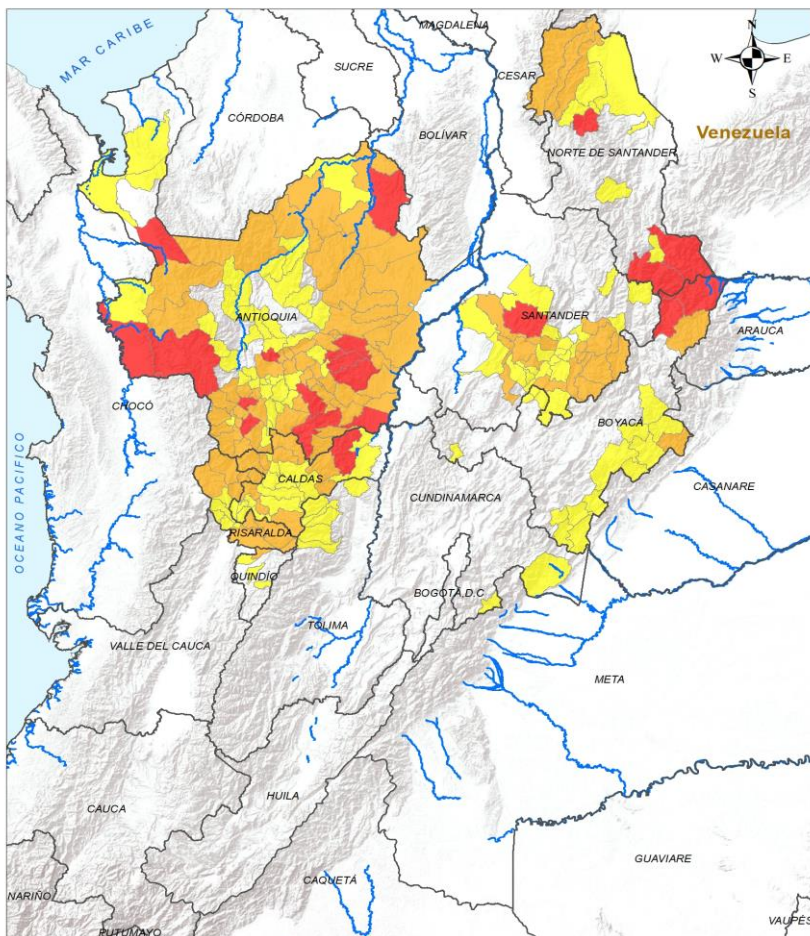 MAGDALENA
MAR CARIBE
SUCRE
CESAR
N
W E
S
CÓRDOBA
BOLÍVAR
Venezuela
NORTE DE SANTANDER
ANTIOQUIA
SANTANDER
ARAUCA
CHOCÓ
BOYACÁ
CALDAS
CUNDINAMARCA
CASANARE
OCEANO PACIFICO
RISARALDA
QUINDÍO
BOGOTÁ D.C
TOLIMA
VALLE DEL CAUCA
META
HUILA
CAUCA
GUAVIARE
CAQUETÁ
NARIÑO
VAUPÉS
PUTUMAYO